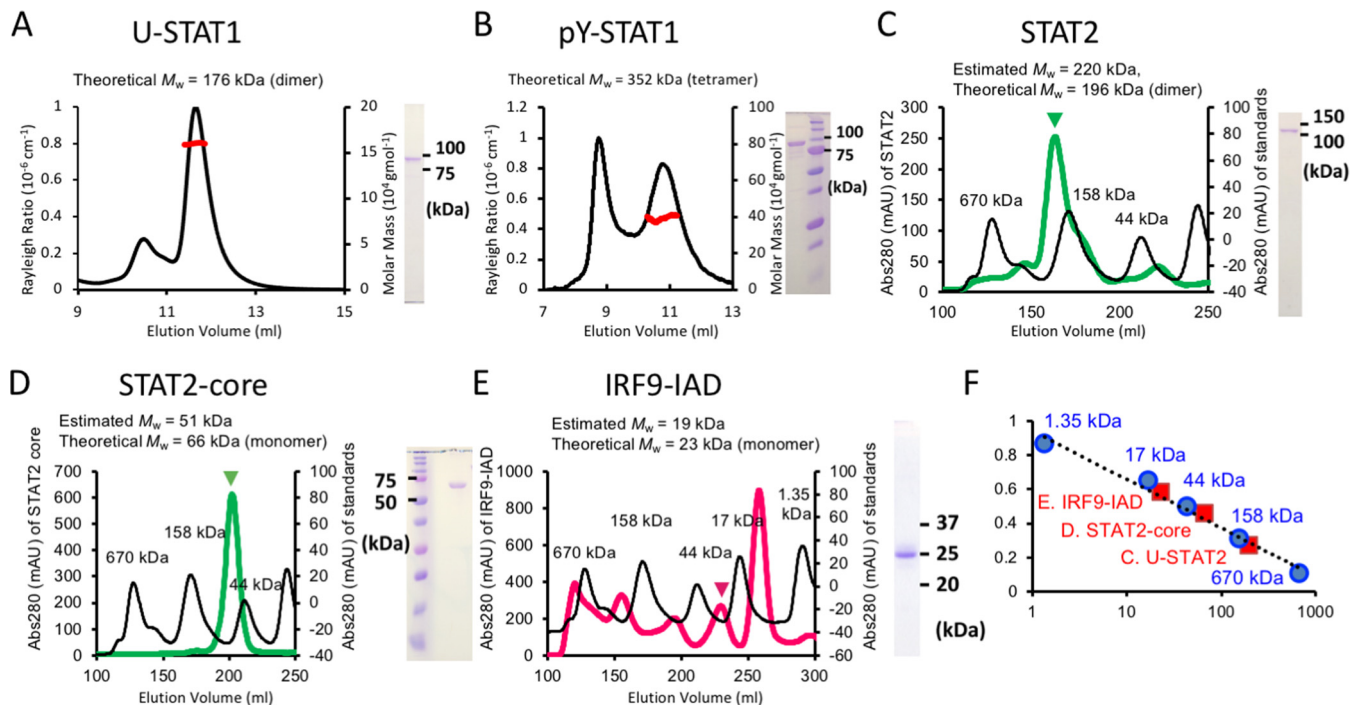 A
U-STAT1
Theoretical Mw = 176 kDa (dimer)
Rayleigh Ratio (10-6 cm-1)
1
0.8
0.6
0.4
0.2
0
20
15
10
5
0
Molar Mass (104 gmol-1)
9 11 13 15
Elution Volume (ml)
100
75
(kDa)
B
pY-STAT1
Theoretical Mw = 352 kDa (tetramer)
Rayleigh Ratio (10-6 cm-1)
1.2
1
0.8
0.6
0.4
0.2
0
100
80
60
40
20
0
Molar Mass (104 gmol-1)
7 9 11 13
Elution Volume (ml)
100
75
(kDa)
C
STAT2
Estimated Mw = 220 kDa,
Theoretical Mw = 196 kDa (dimer)
Abs280 (mAU) of STAT2
300
250
200
150
100
50
0
670 kDa
158 kDa
44 kDa
100
80
60
40
20
0
-20
-40
Abs280 (mAU) of standards
100 150 200 250
Elution Volume (ml)
150
100
(kDa)
D
STAT2-core
Estimated Mw = 51 kDa
Theoretical Mw = 66 kDa (monomer)
Abs280 (mAU) of STAT2 core
700
600
500
400
300
200
100
0
670 kDa
158 kDa
44 kDa
100
80
60
40
20
0
-20
-40
Abs280 (mAU) of standards
100 150 200 250
Elution Volume (ml)
75
50
(kDa)
E
IRF9-IAD
Estimated Mw = 19 kDa
Theoretical Mw = 23 kDa (monomer)
Abs280 (mAU) of IRF9-IAD
1000
800
600
400
200
0
670 kDa
158 kDa
44 kDa
17 kDa
1.35
kDa
100
80
60
40
20
0
-20
-40
-60
Abs280 (mAU) of standards
100 150 200 250 300
Elution Volume (ml)
37
25
20
(kDa)
F
1
0.8
0.6
0.4
0.2
0
1.35 kDa
17 kDa
44 kDa
158 kDa
670 kDa
E. IRF9-IAD
D. STAT2-core
C. U-STAT2
1 10 100 1000